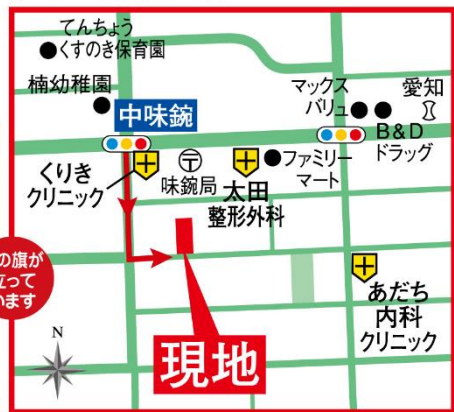 てんちょう
くすのき保育園
楠幼稚園
中味鋺
マックス
バリュ
愛知
B&D
ドラッグ
くりき
クリニック
味鋺局
太田
整形外科
ファミリー
マート
の旗が
立って
います
あだち
内科
クリニック
N
現地